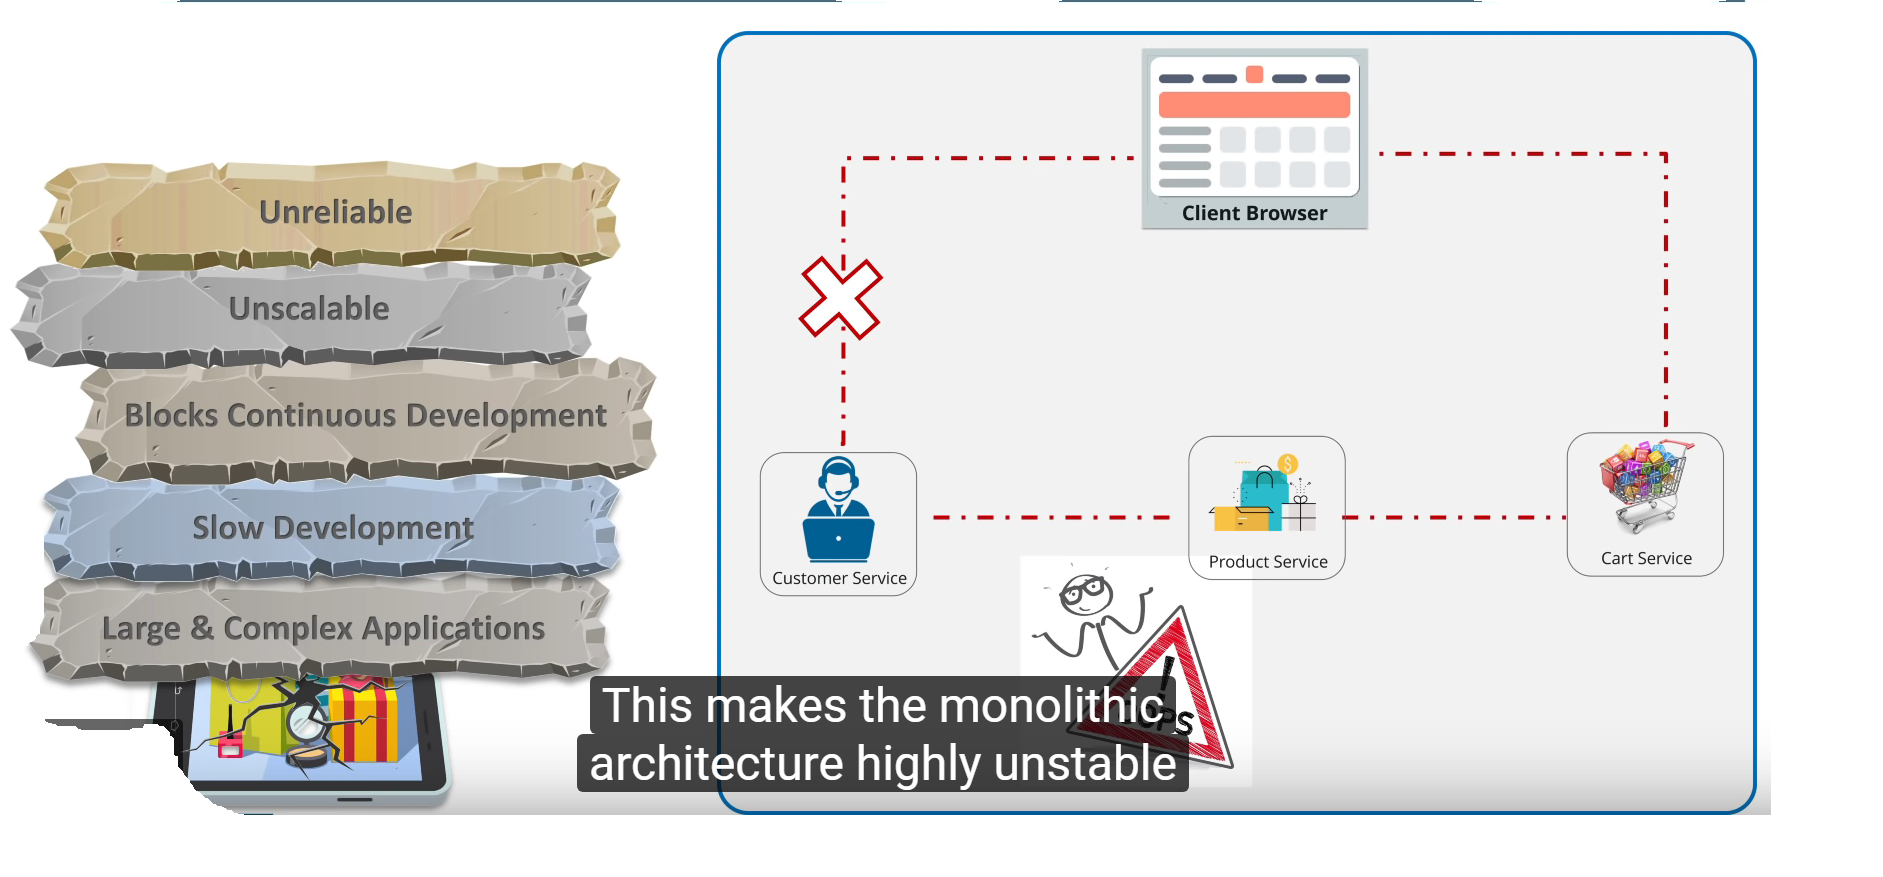 Client Browser
Unreliable
Unscalable
Blocks Continuous Development
Slow Development
Large & Complex Applications
Customer Service
Product Service
Cart Service
This makes the monolithic
architecture highly unstable